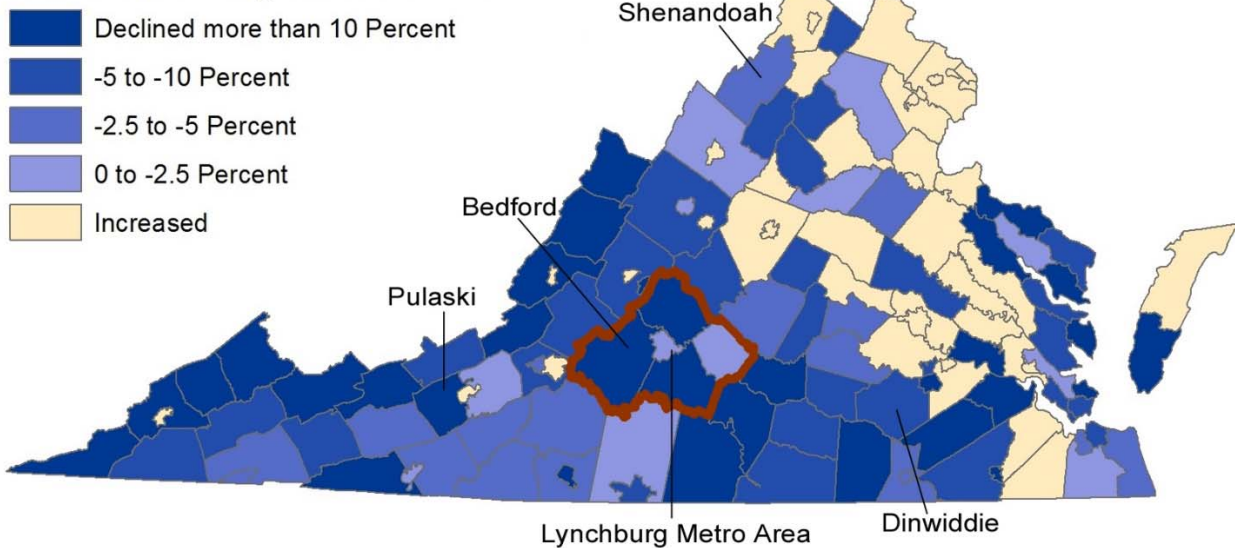 Declined more than 10 Percent
-5 to -10 Percent
-2.5 to -5 Percent
0 to -2.5 Percent
Increased
Shenandoah
Bedford
Pulaski
Lynchburg Metro Area
Dinwiddie